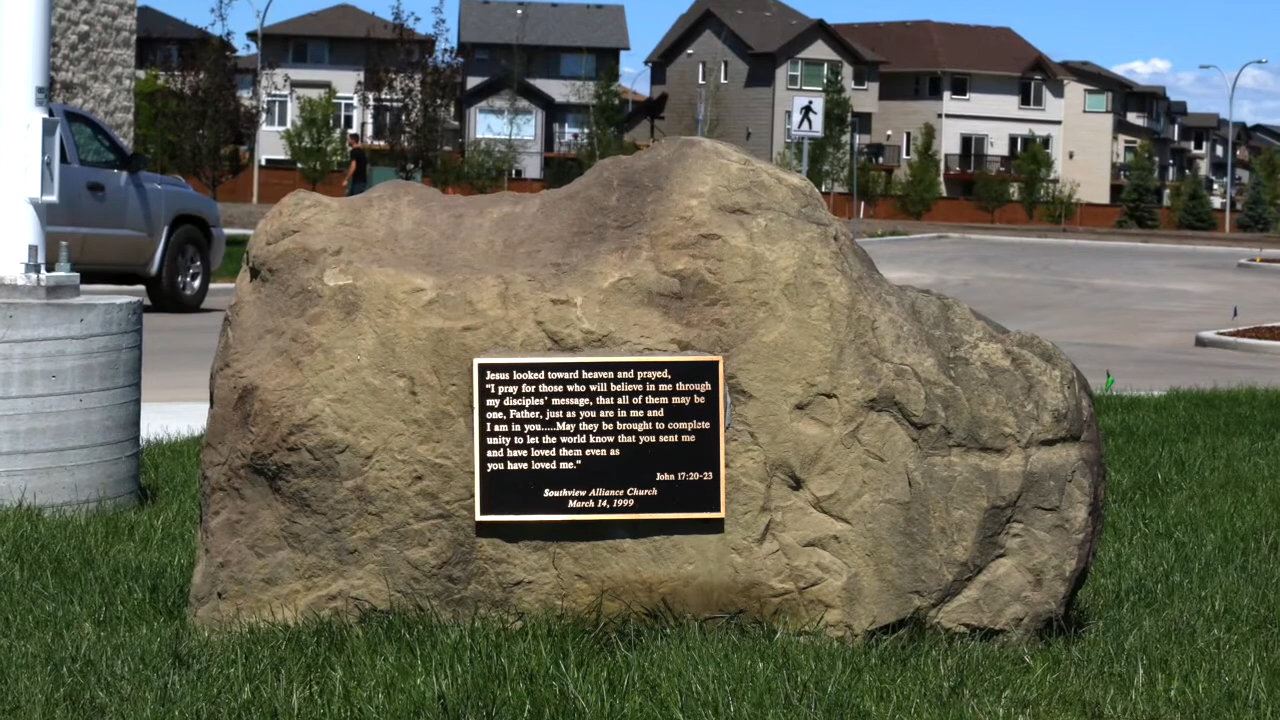 Jesus looked toward heaven and prayed,
"I pray for those who will believe in me through
my disciples' message, that all of them may be
one, Father, just as you are in me and
I am in you.....May they be brought to complete
unity to let the world know that you sent me
and have loved them even as
you have loved me."
John 17:20-23
Southview Alliance Church
March 14, 1999